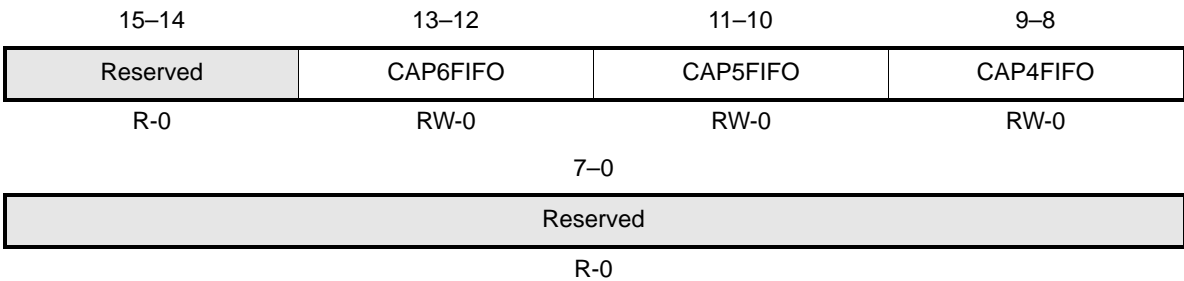 15–14 13–12 11–10 9–8
Reserved CAP6FIFO CAP5FIFO CAP4FIFO
R-0 RW-0 RW-0 RW-0
7–0
Reserved
R-0